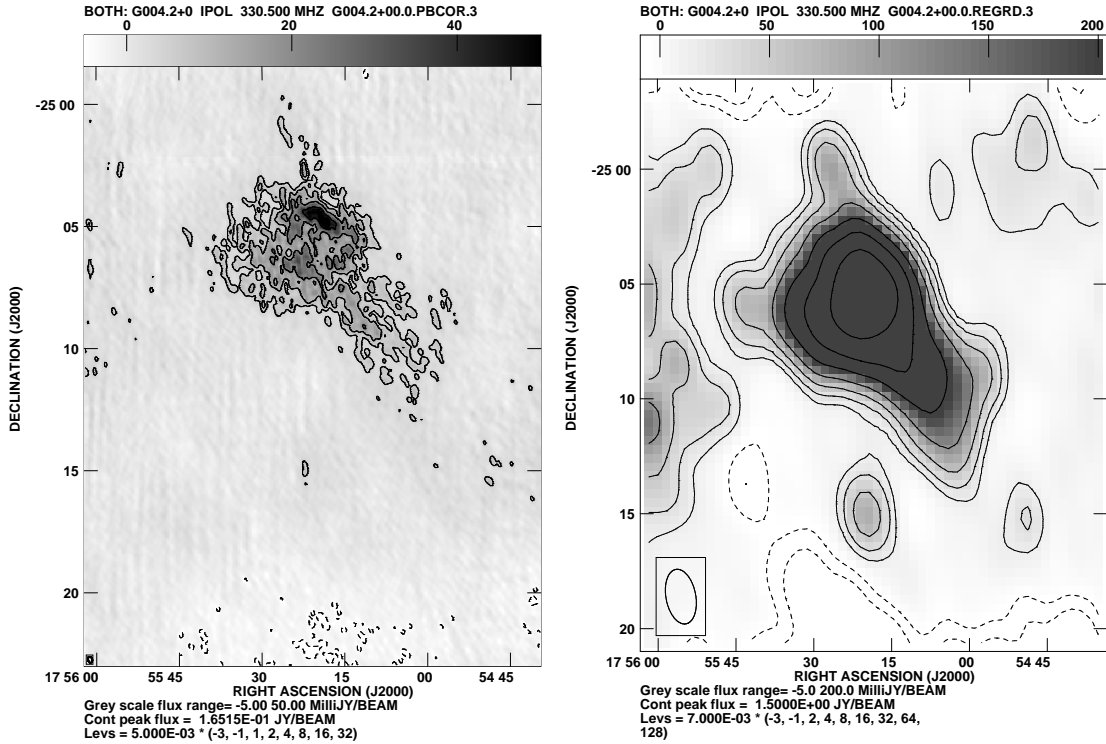 BOTH: G004.2+0 IPOL 330.500 MHZ G004.2+00.0.PBCOR.3
0 20 40
DECLINATION (J2000)
-25 00
05
10
15
20
17 56 00 55 45 30 15 00 54 45
RIGHT ASCENSION (J2000)
Grey scale flux range= -5.00 50.00 MilliJY/BEAM
Cont peak flux = 1.6515E-01 JY/BEAM
Levs = 5.000E-03 * (-3, -1, 1, 2, 4, 8, 16, 32)
BOTH: G004.2+0 IPOL 330.500 MHZ G004.2+00.0.REGRD.3
0 50 100 150 200
DECLINATION (J2000)
-25 00
05
10
15
20
17 56 00 55 45 30 15 00 54 45
RIGHT ASCENSION (J2000)
Grey scale flux range= -5.0 200.0 MilliJY/BEAM
Cont peak flux = 1.5000E+00 JY/BEAM
Levs = 7.000E-03 * (-3, -1, 2, 4, 8, 16, 32, 64,
128)